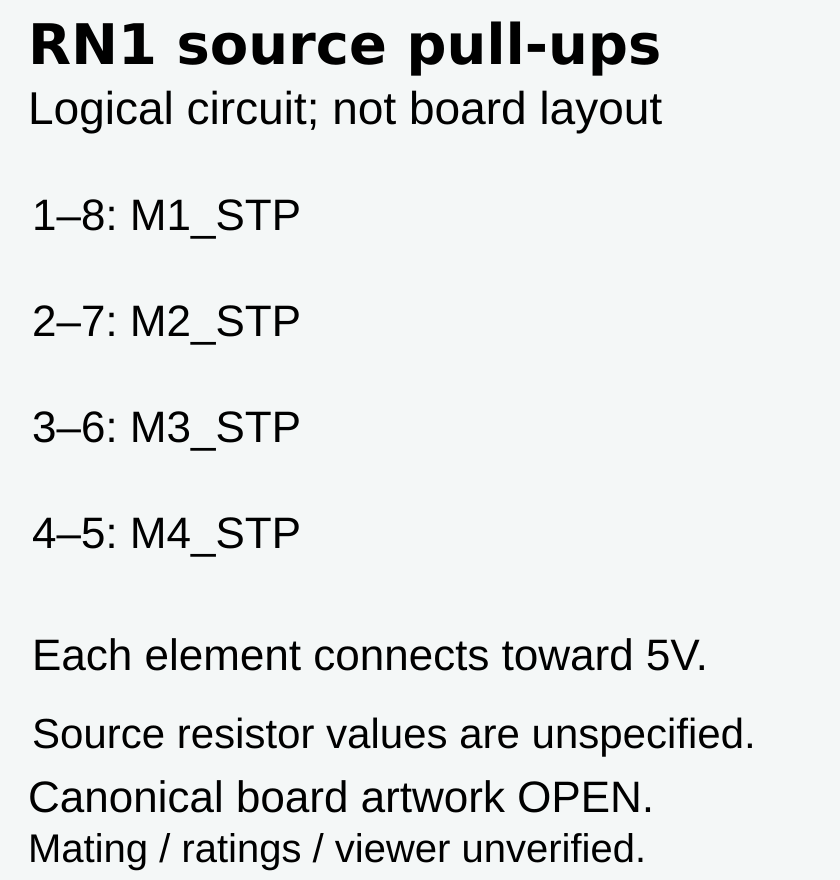 RN1 source pull-ups
Logical circuit; not board layout
1–8: M1_STP
2–7: M2_STP
3–6: M3_STP
4–5: M4_STP
Each element connects toward 5V.
Source resistor values are unspecified.
Canonical board artwork OPEN.
Mating / ratings / viewer unverified.